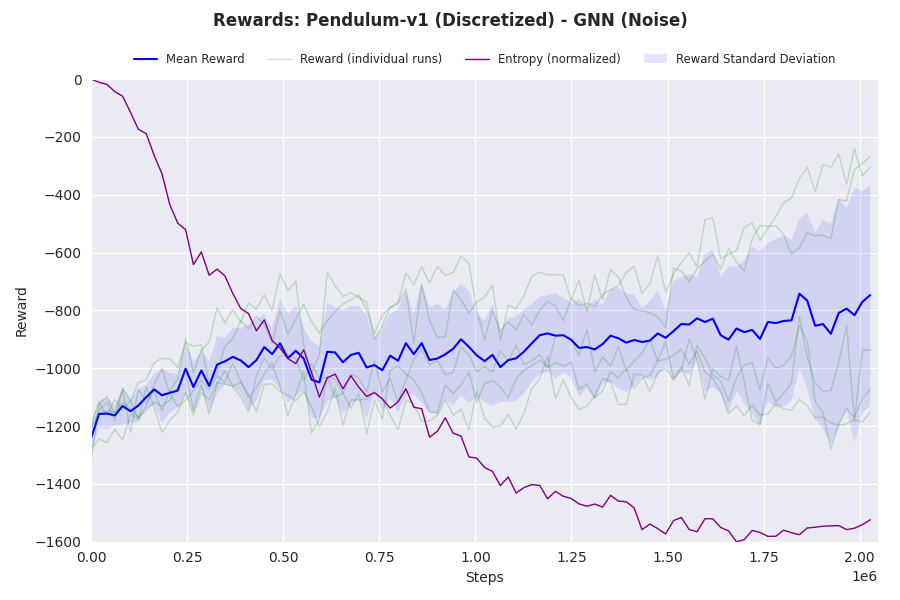 Rewards: Pendulum-v1 (Discretized) - GNN (Noise)
Mean Reward
Reward (individual runs)
Entropy (normalized)
Reward Standard Deviation
0
−200
−400
−600
−800
−1000
−1200
−1400
−1600
Reward
0.00
0.25
0.50
0.75
1.00
1.25
1.50
1.75
2.00
1e6
Steps